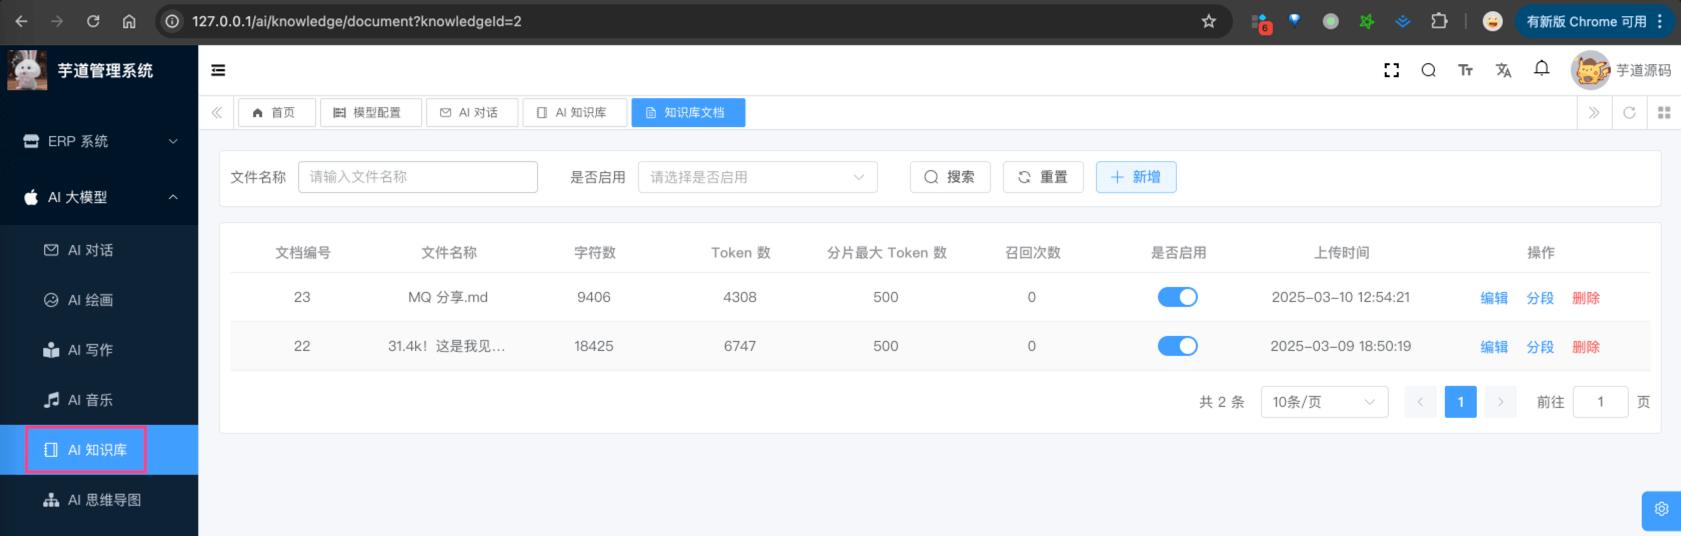 127.0.0.1/ai/knowledge/document?knowledgeId=2
6
有新版 Chrome 可用
芋道管理系统
芋道源码
首页
模型配置
AI 对话
AI 知识库
知识库文档
ERP 系统
AI 大模型
AI 对话
AI 绘画
AI 写作
AI 音乐
AI 知识库
AI 思维导图
文件名称 请输入文件名称 是否启用 请选择是否启用 搜索 重置 新增
文档编号 文件名称 字符数 Token 数 分片最大 Token 数 召回次数 是否启用 上传时间 操作
23 MQ 分享.md 9406 4308 500 0 2025-03-10 12:54:21 编辑 分段 删除
22 31.4k！这是我见... 18425 6747 500 0 2025-03-09 18:50:19 编辑 分段 删除
共 2 条 10条/页 1 前往 1 页